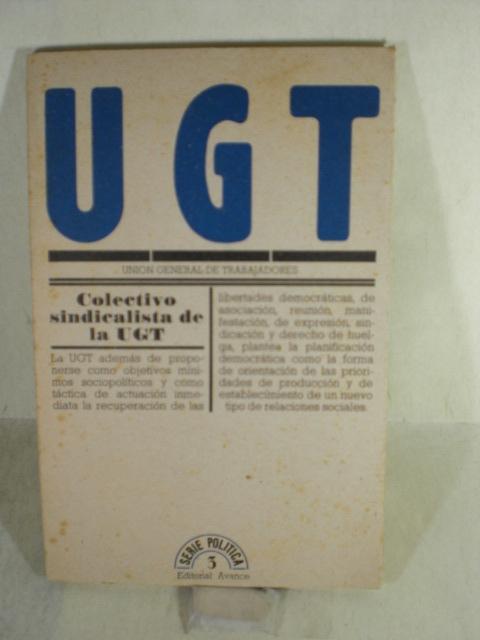 UGT
UNION GENERAL DE TRABAJADORES
Colectivo
sindicalista de
la UGT
La UGT además de propo-
nerse como objetivos míni-
mos sociopolíticos y como
táctica de actuación inme-
diata la recuperación de las
libertades democráticas, de
asociación, reunión, mani-
festación, de expresión, sin-
dicación y derecho de huel-
ga, plantea la planificación
democrática como la forma
de orientación de las priori-
dades de producción y de
establecimiento de un nuevo
tipo de relaciones sociales.
SERIE POLITICA
3
Editorial Avance